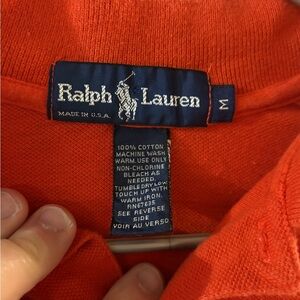 Ralph Lauren
MADE IN U.S.A.
M
100% COTTON
MACHINE WASH
WARM. USE ONLY
NON-CHLORINE
BLEACH AS
NEEDED.
TUMBLE DRY LOW
TOUCH UP WITH
WARM IRON.
RN67635
SEE REVERSE
SIDE
VOIR AU VERSO